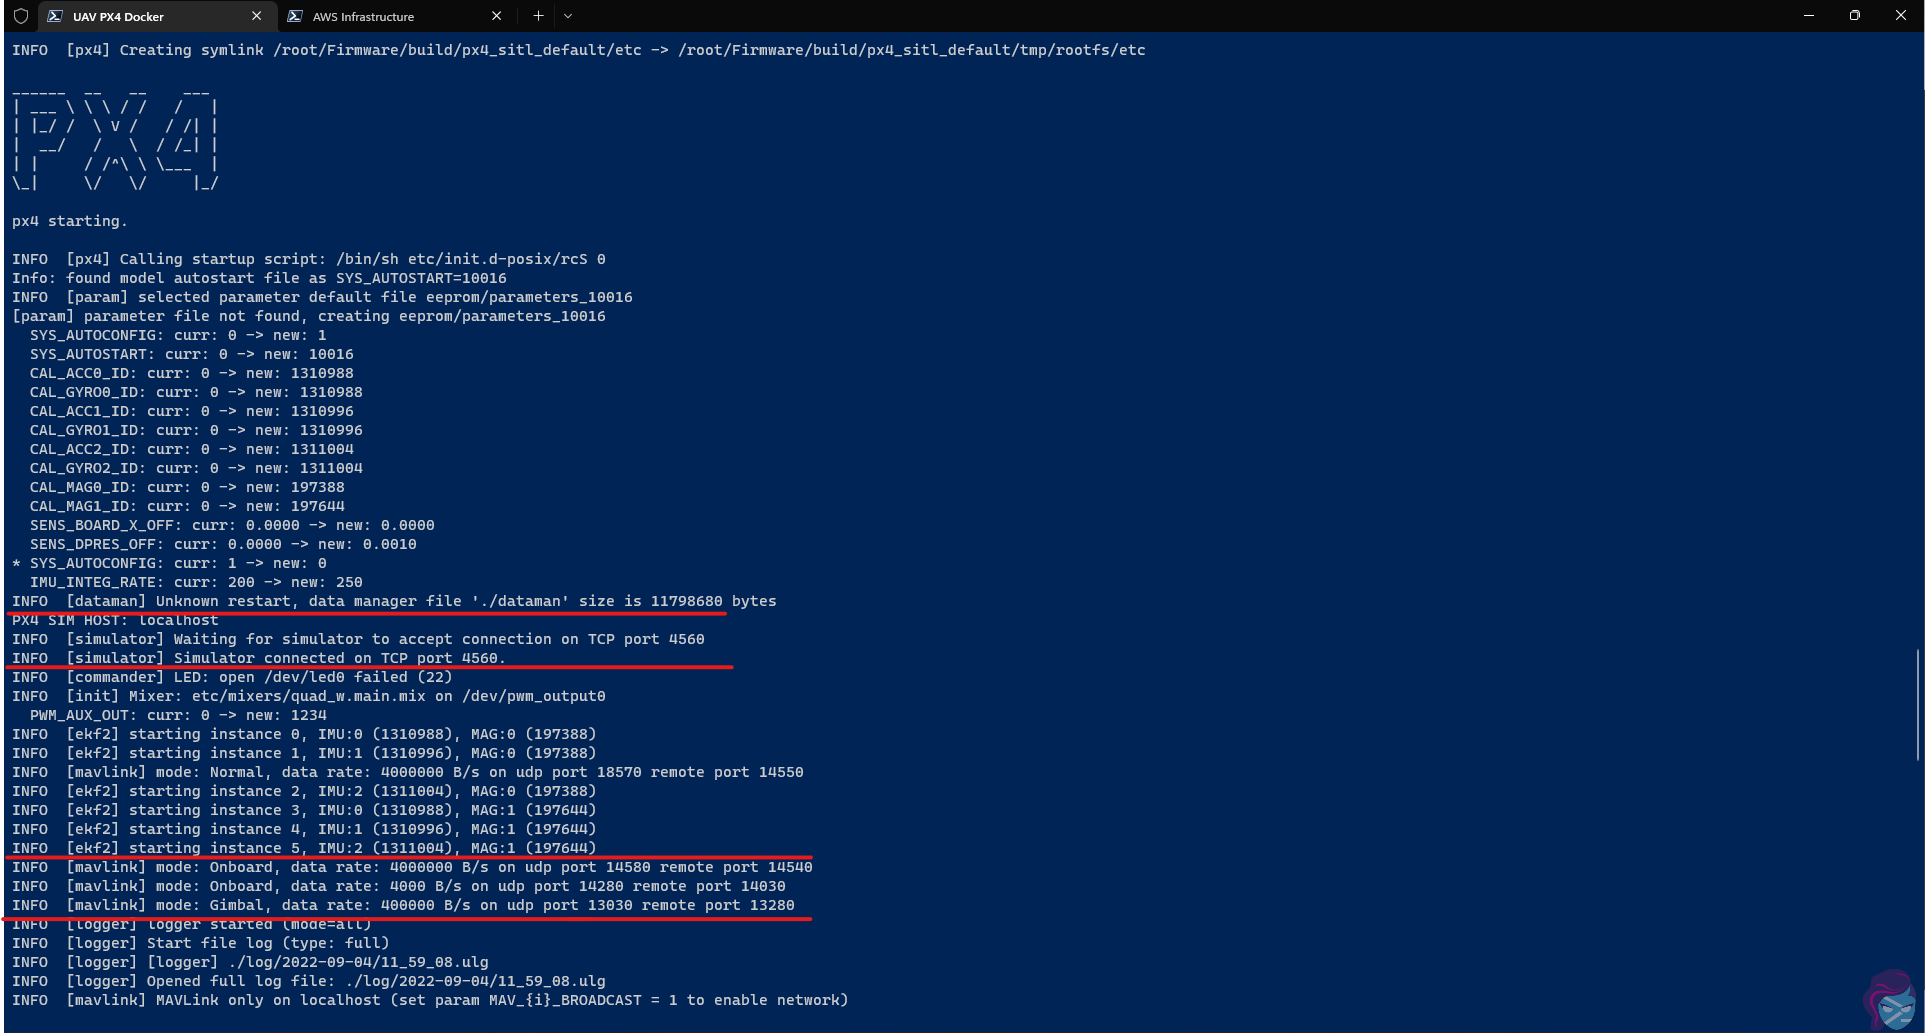 UAV PX4 Docker
AWS Infrastructure
INFO  [px4] Creating symlink /root/Firmware/build/px4_sitl_default/etc -> /root/Firmware/build/px4_sitl_default/tmp/rootfs/etc
______  __   __    ___
| ___ \ \ \ / /   /   |
| |_/ /  \ V /   / /| |
|  __/   /   \  / /_| |
| |     / /^\ \ \___  |
\_|     \/   \/     |_/
px4 starting.
INFO  [px4] Calling startup script: /bin/sh etc/init.d-posix/rcS 0
Info: found model autostart file as SYS_AUTOSTART=10016
INFO  [param] selected parameter default file eeprom/parameters_10016
[param] parameter file not found, creating eeprom/parameters_10016
  SYS_AUTOCONFIG: curr: 0 -> new: 1
  SYS_AUTOSTART: curr: 0 -> new: 10016
  CAL_ACC0_ID: curr: 0 -> new: 1310988
  CAL_GYRO0_ID: curr: 0 -> new: 1310988
  CAL_ACC1_ID: curr: 0 -> new: 1310996
  CAL_GYRO1_ID: curr: 0 -> new: 1310996
  CAL_ACC2_ID: curr: 0 -> new: 1311004
  CAL_GYRO2_ID: curr: 0 -> new: 1311004
  CAL_MAG0_ID: curr: 0 -> new: 197388
  CAL_MAG1_ID: curr: 0 -> new: 197644
  SENS_BOARD_X_OFF: curr: 0.0000 -> new: 0.0000
  SENS_DPRES_OFF: curr: 0.0000 -> new: 0.0010
* SYS_AUTOCONFIG: curr: 1 -> new: 0
  IMU_INTEG_RATE: curr: 200 -> new: 250
INFO  [dataman] Unknown restart, data manager file './dataman' size is 11798680 bytes
PX4 SIM HOST: localhost
INFO  [simulator] Waiting for simulator to accept connection on TCP port 4560
INFO  [simulator] Simulator connected on TCP port 4560.
INFO  [commander] LED: open /dev/led0 failed (22)
INFO  [init] Mixer: etc/mixers/quad_w.main.mix on /dev/pwm_output0
  PWM_AUX_OUT: curr: 0 -> new: 1234
INFO  [ekf2] starting instance 0, IMU:0 (1310988), MAG:0 (197388)
INFO  [ekf2] starting instance 1, IMU:1 (1310996), MAG:0 (197388)
INFO  [mavlink] mode: Normal, data rate: 4000000 B/s on udp port 18570 remote port 14550
INFO  [ekf2] starting instance 2, IMU:2 (1311004), MAG:0 (197388)
INFO  [ekf2] starting instance 3, IMU:0 (1310988), MAG:1 (197644)
INFO  [ekf2] starting instance 4, IMU:1 (1310996), MAG:1 (197644)
INFO  [ekf2] starting instance 5, IMU:2 (1311004), MAG:1 (197644)
INFO  [mavlink] mode: Onboard, data rate: 4000000 B/s on udp port 14580 remote port 14540
INFO  [mavlink] mode: Onboard, data rate: 4000 B/s on udp port 14280 remote port 14030
INFO  [mavlink] mode: Gimbal, data rate: 400000 B/s on udp port 13030 remote port 13280
INFO  [logger] logger started (mode=all)
INFO  [logger] Start file log (type: full)
INFO  [logger] [logger] ./log/2022-09-04/11_59_08.ulg
INFO  [logger] Opened full log file: ./log/2022-09-04/11_59_08.ulg
INFO  [mavlink] MAVLink only on localhost (set param MAV_{i}_BROADCAST = 1 to enable network)